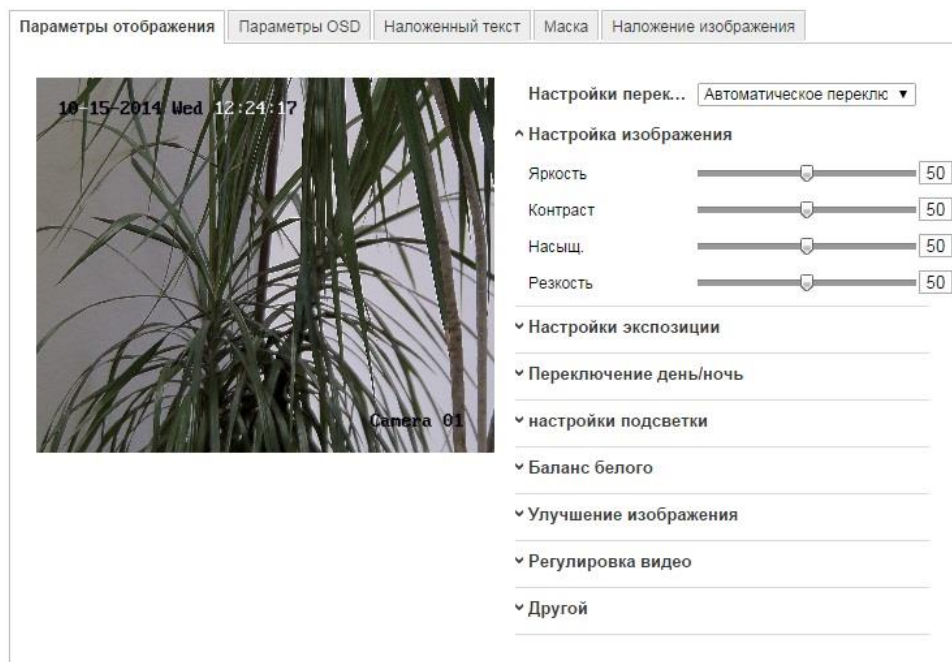 Параметры отображения Параметры OSD Наложенный текст Маска Наложение изображения
10-15-2014 Wed 12:24:17
Camera 01
Настройки перек... Автоматическое переклю
Настройка изображения
Яркость 50
Контраст 50
Насыщ. 50
Резкость 50
Настройки экспозиции
Переключение день/ночь
настройки подсветки
Баланс белого
Улучшение изображения
Регулировка видео
Другой